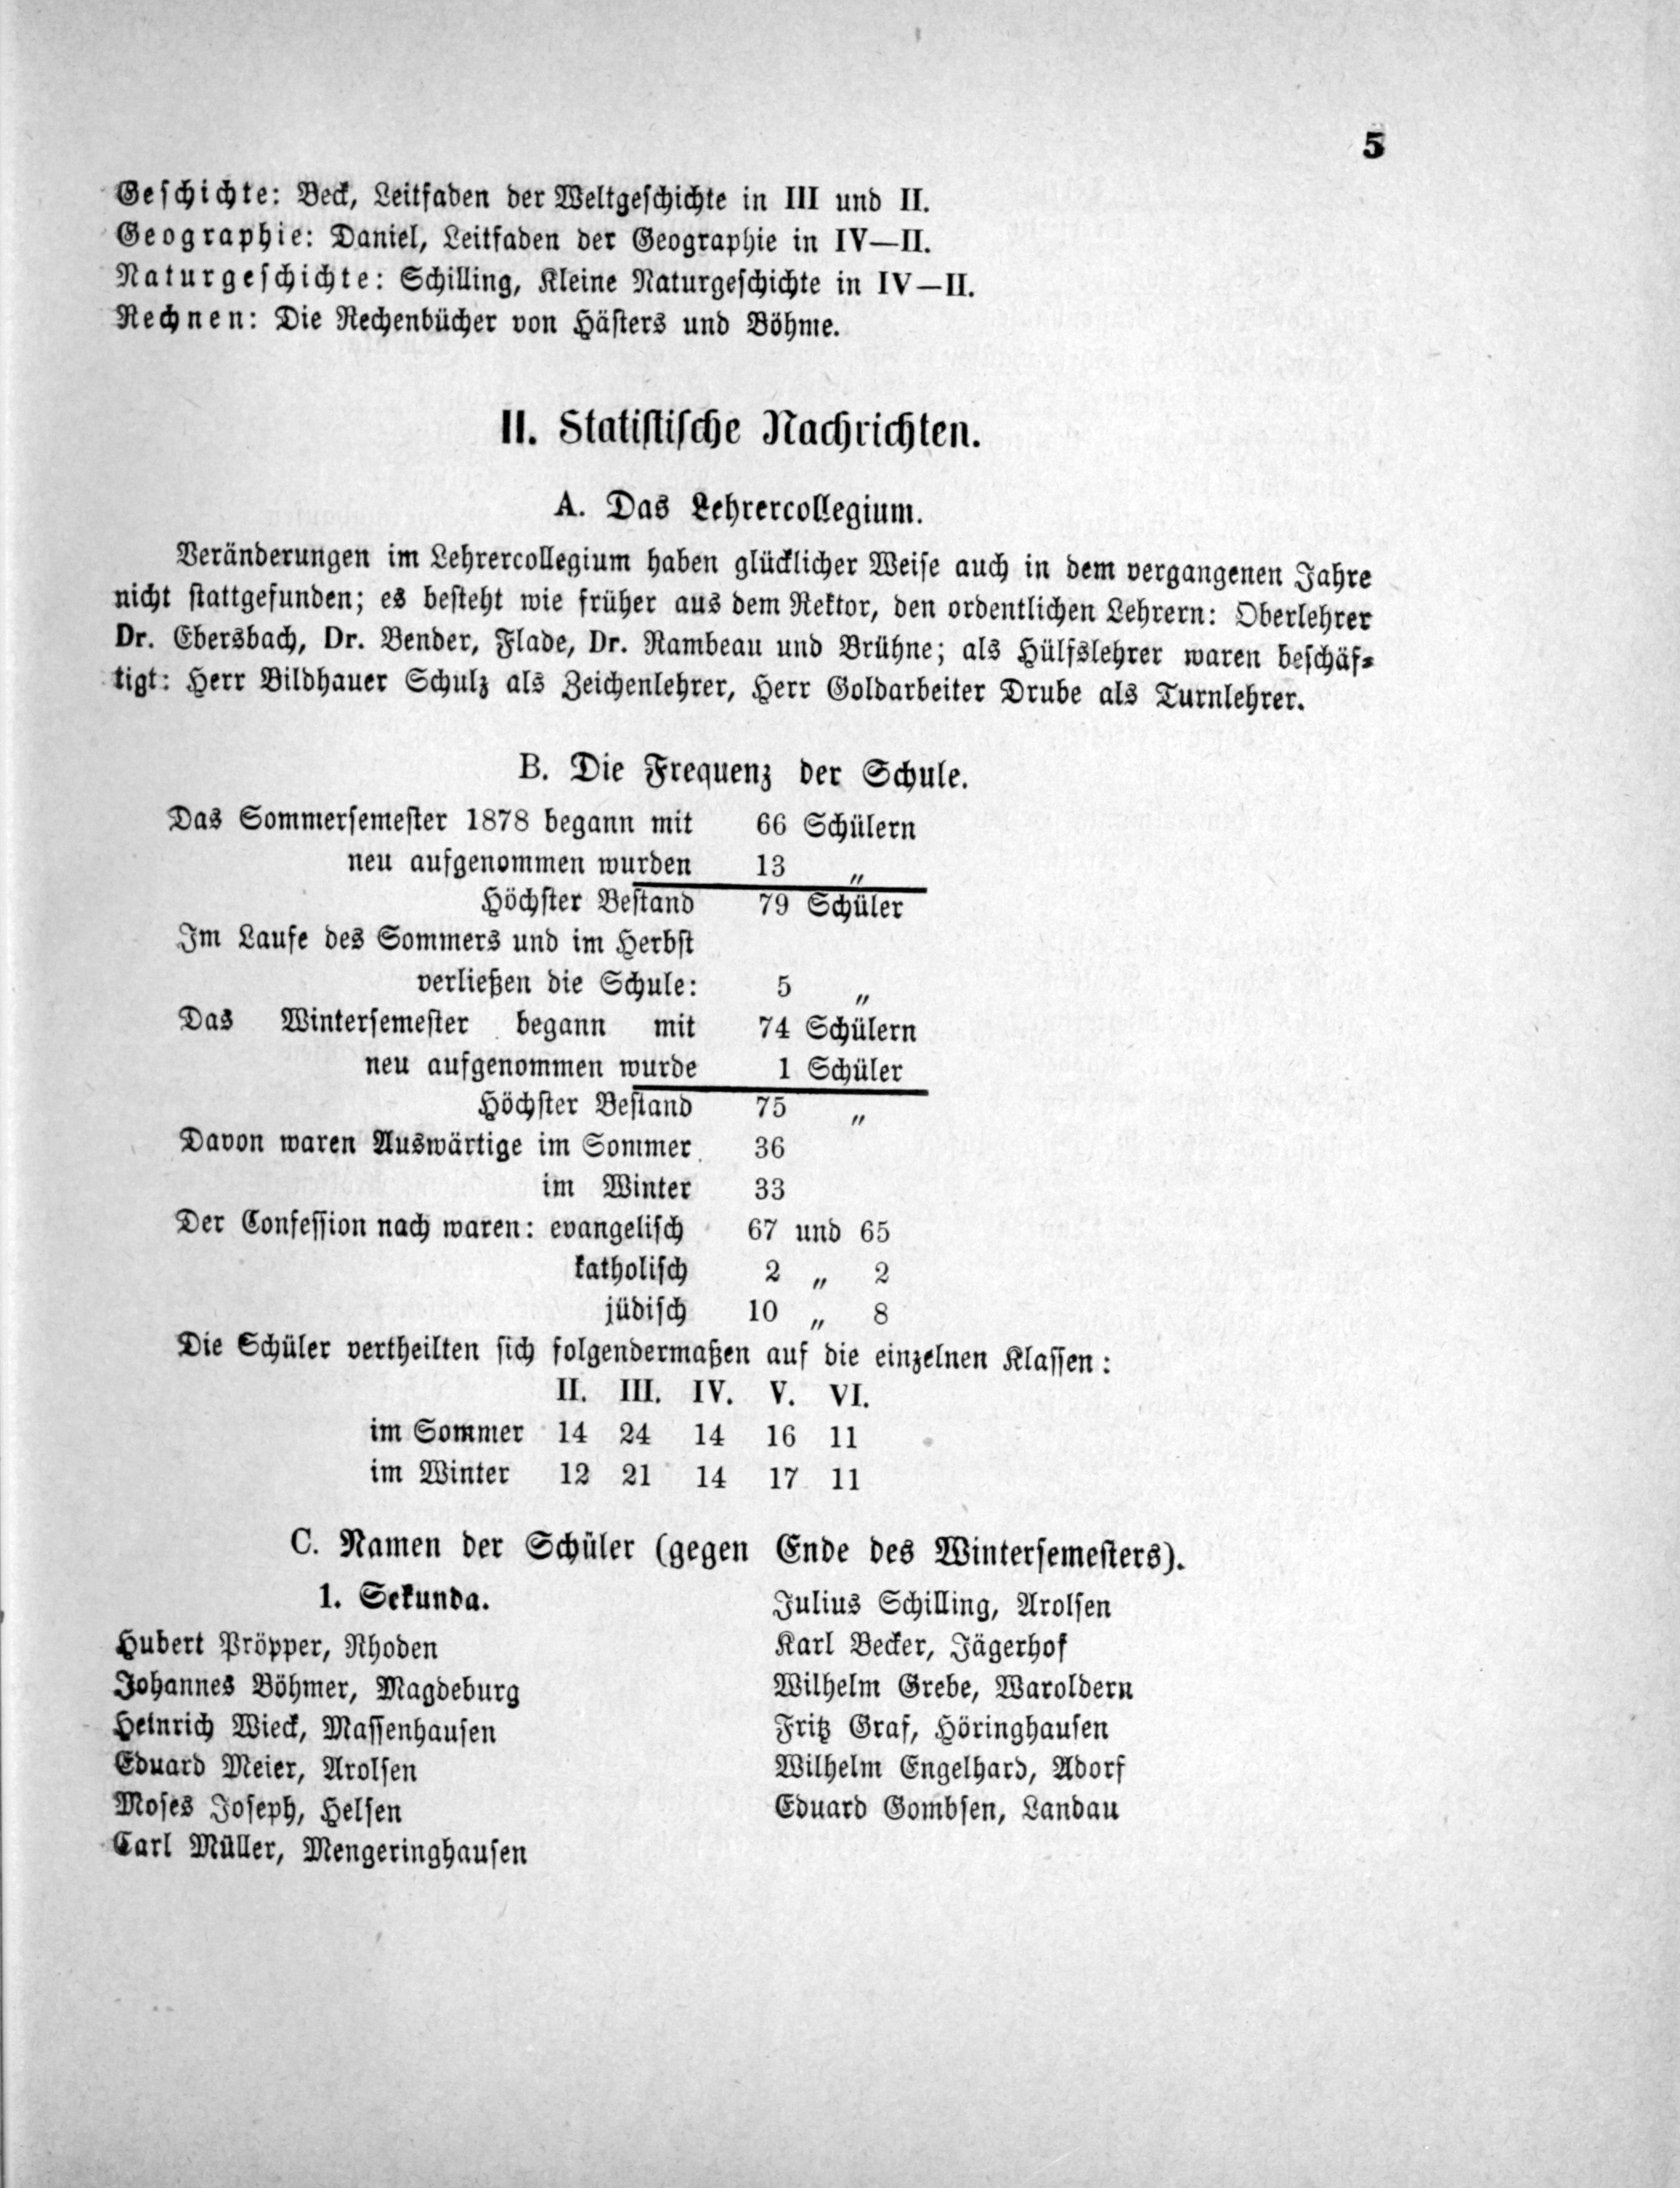 5
Geschichte: Beck, Leitfaden der Weltgeschichte in III und II.
Geographie: Daniel, Leitfaden der Geographie in IV—II.
Naturgeschichte: Schilling, Kleine Naturgeschichte in IV—II.
Rechnen: Die Rechenbücher von Hästers und Böhme.
II. Statistische Nachrichten.
A. Das Lehrercollegium.
Veränderungen im Lehrercollegium haben glücklicher Weise auch in dem vergangenen Jahre
nicht stattgefunden; es besteht wie früher aus dem Rektor, den ordentlichen Lehrern: Oberlehrer
Dr. Ebersbach, Dr. Bender, Flade, Dr. Rambeau und Brühne; als Hülfslehrer waren beschäf-
tigt: Herr Bildhauer Schulz als Zeichenlehrer, Herr Goldarbeiter Drube als Turnlehrer.
B. Die Frequenz der Schule.
Das Sommersemester 1878 begann mit 66 Schülern
neu aufgenommen wurden 13 „
Höchster Bestand 79 Schüler
Im Laufe des Sommers und im Herbst
verließen die Schule: 5 „
Das Wintersemester begann mit 74 Schülern
neu aufgenommen wurde 1 Schüler
Höchster Bestand 75 „
Davon waren Auswärtige im Sommer 36
im Winter 33
Der Confession nach waren: evangelisch 67 und 65
katholisch 2 „ 2
jüdisch 10 „ 8
Die Schüler vertheilten sich folgendermaßen auf die einzelnen Klassen:
II. III. IV. V. VI.
im Sommer 14 24 14 16 11
im Winter 12 21 14 17 11
C. Namen der Schüler (gegen Ende des Wintersemesters).
1. Sekunda.
Hubert Pröpper, Rhoden
Johannes Böhmer, Magdeburg
Heinrich Wieck, Massenhausen
Eduard Meier, Arolsen
Moses Joseph, Helsen
Carl Müller, Mengeringhausen
Julius Schilling, Arolsen
Karl Becker, Jägerhof
Wilhelm Grebe, Waroldern
Fritz Graf, Höringhausen
Wilhelm Engelhard, Adorf
Eduard Gombsen, Landau